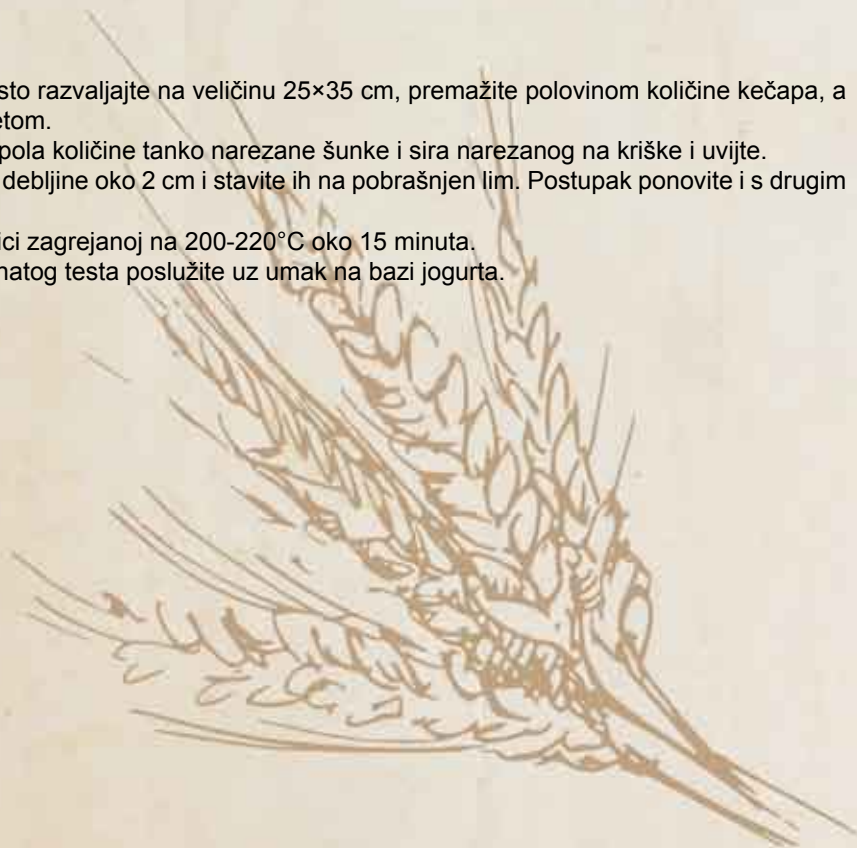 sto razvaljajte na veličinu 25×35 cm, premažite polovinom količine kečapa, a
etom.
pola količine tanko narezane šunke i sira narezanog na kriške i uvijte.
debljine oko 2 cm i stavite ih na pobrašnjen lim. Postupak ponovite i s drugim
ici zagrejanoj na 200-220°C oko 15 minuta.
natog testa poslužite uz umak na bazi jogurta.